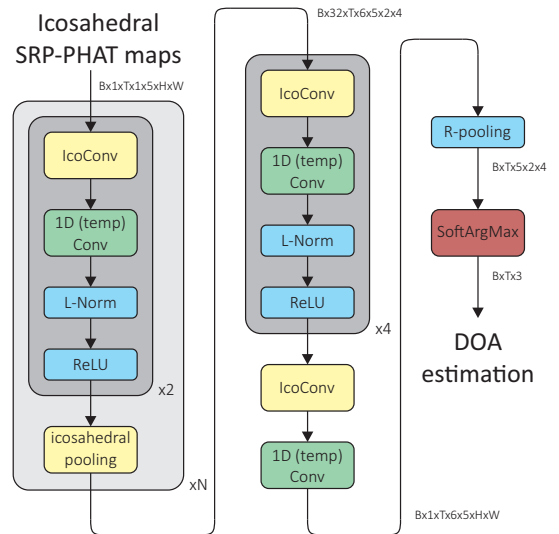 Icosahedral
SRP-PHAT maps
Bx1xTx1x5xHxW
IcoConv
1D (temp)
Conv
L-Norm
ReLU
x2
icosahedral
pooling
xN
Bx32xTx6x5x2x4
IcoConv
1D (temp)
Conv
L-Norm
ReLU
x4
IcoConv
1D (temp)
Conv
Bx1xTx6x5xHxW
R-pooling
BxTx5x2x4
SoftArgMax
BxTx3
DOA
estimation